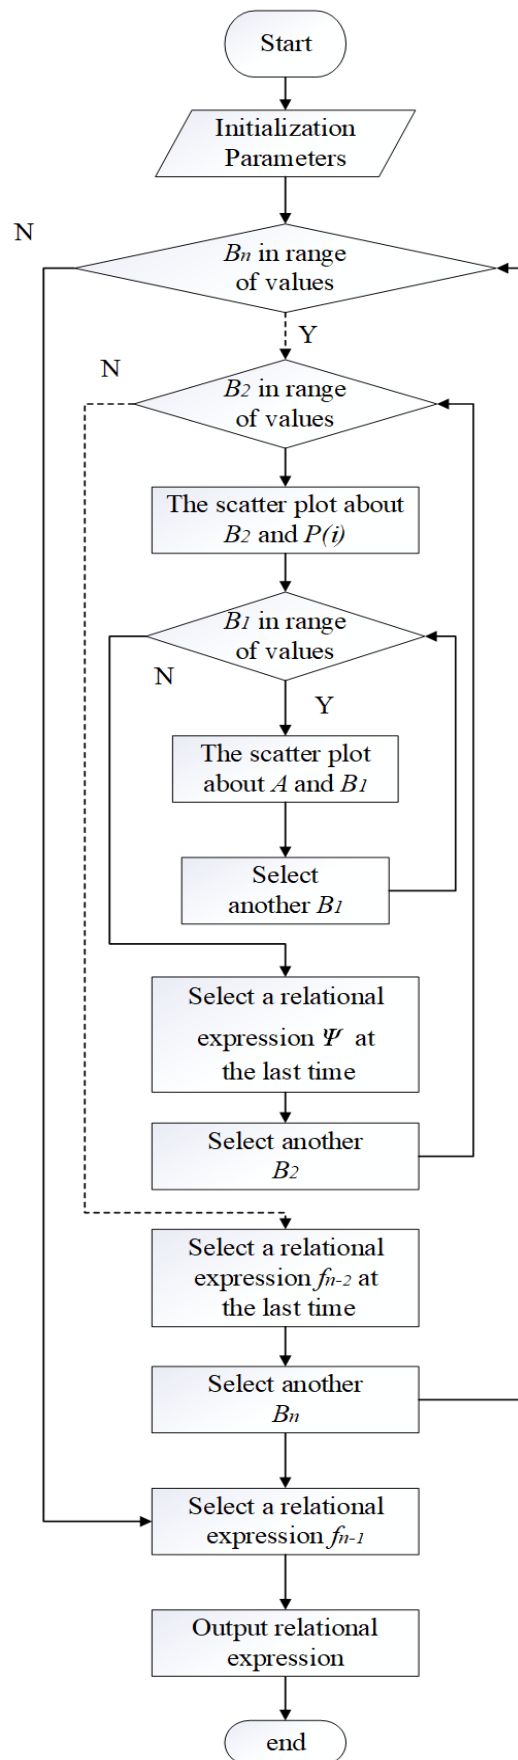 Start
Initialization
Parameters
N
Bn in range
of values
Y
N
B2 in range
of values
The scatter plot about
B2 and P(i)
B1 in range
of values
N
Y
The scatter plot
about A and B1
Select
another B1
Select a relational
expression Ψ at
the last time
Select another
B2
Select a relational
expression fn-2 at
the last time
Select another
Bn
Select a relational
expression fn-1
Output relational
expression
end